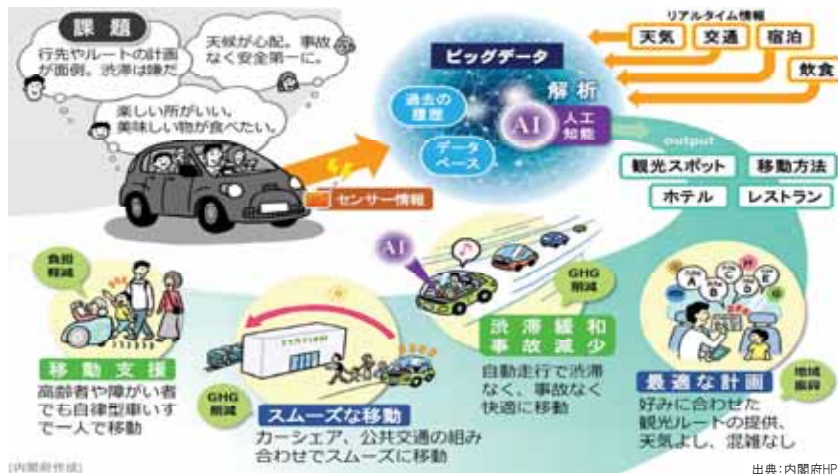 課題
行先やルートの計画
が面倒。渋滞は嫌だ
天候が心配。事故
なく安全第一に。
楽しい所がいい。
美味しい物が食べたい。
センサー情報
ビッグデータ
過去の
履歴
データ
ベース
解析
AI
人工
知能
リアルタイム情報
天気
交通
宿泊
飲食
output
観光スポット
移動方法
ホテル
レストラン
負担
軽減
移動支援
高齢者や障がい者
でも自律型車いす
で一人で移動
GHG
削減
スムーズな移動
カーシェア、公共交通の組み
合わせでスムーズに移動
AI
GHG
削減
渋滞緩和
事故減少
自動走行で渋滞
なく、事故なく
快適に移動
A
B
C
D
E
地域
振興
最適な計画
好みに合わせた
観光ルートの提供、
天気よし、混雑なし
[内閣府作成]
出典:内閣府HP